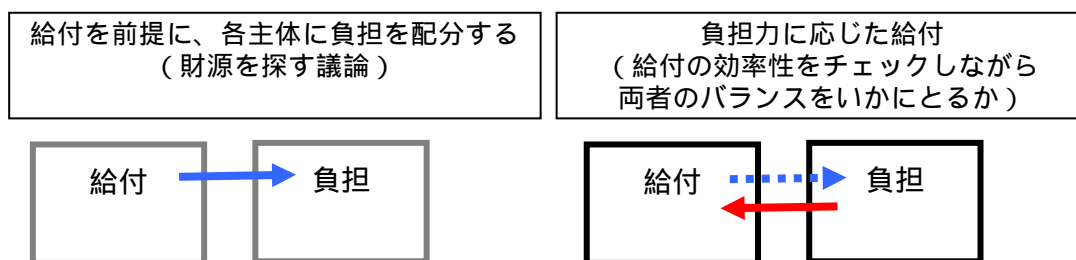 給付を前提に、各主体に負担を配分する
(財源を探す議論)
負担力に応じた給付
(給付の効率性をチェックしながら
両者のバランスをいかにとるか)
給付
負担
給付
負担